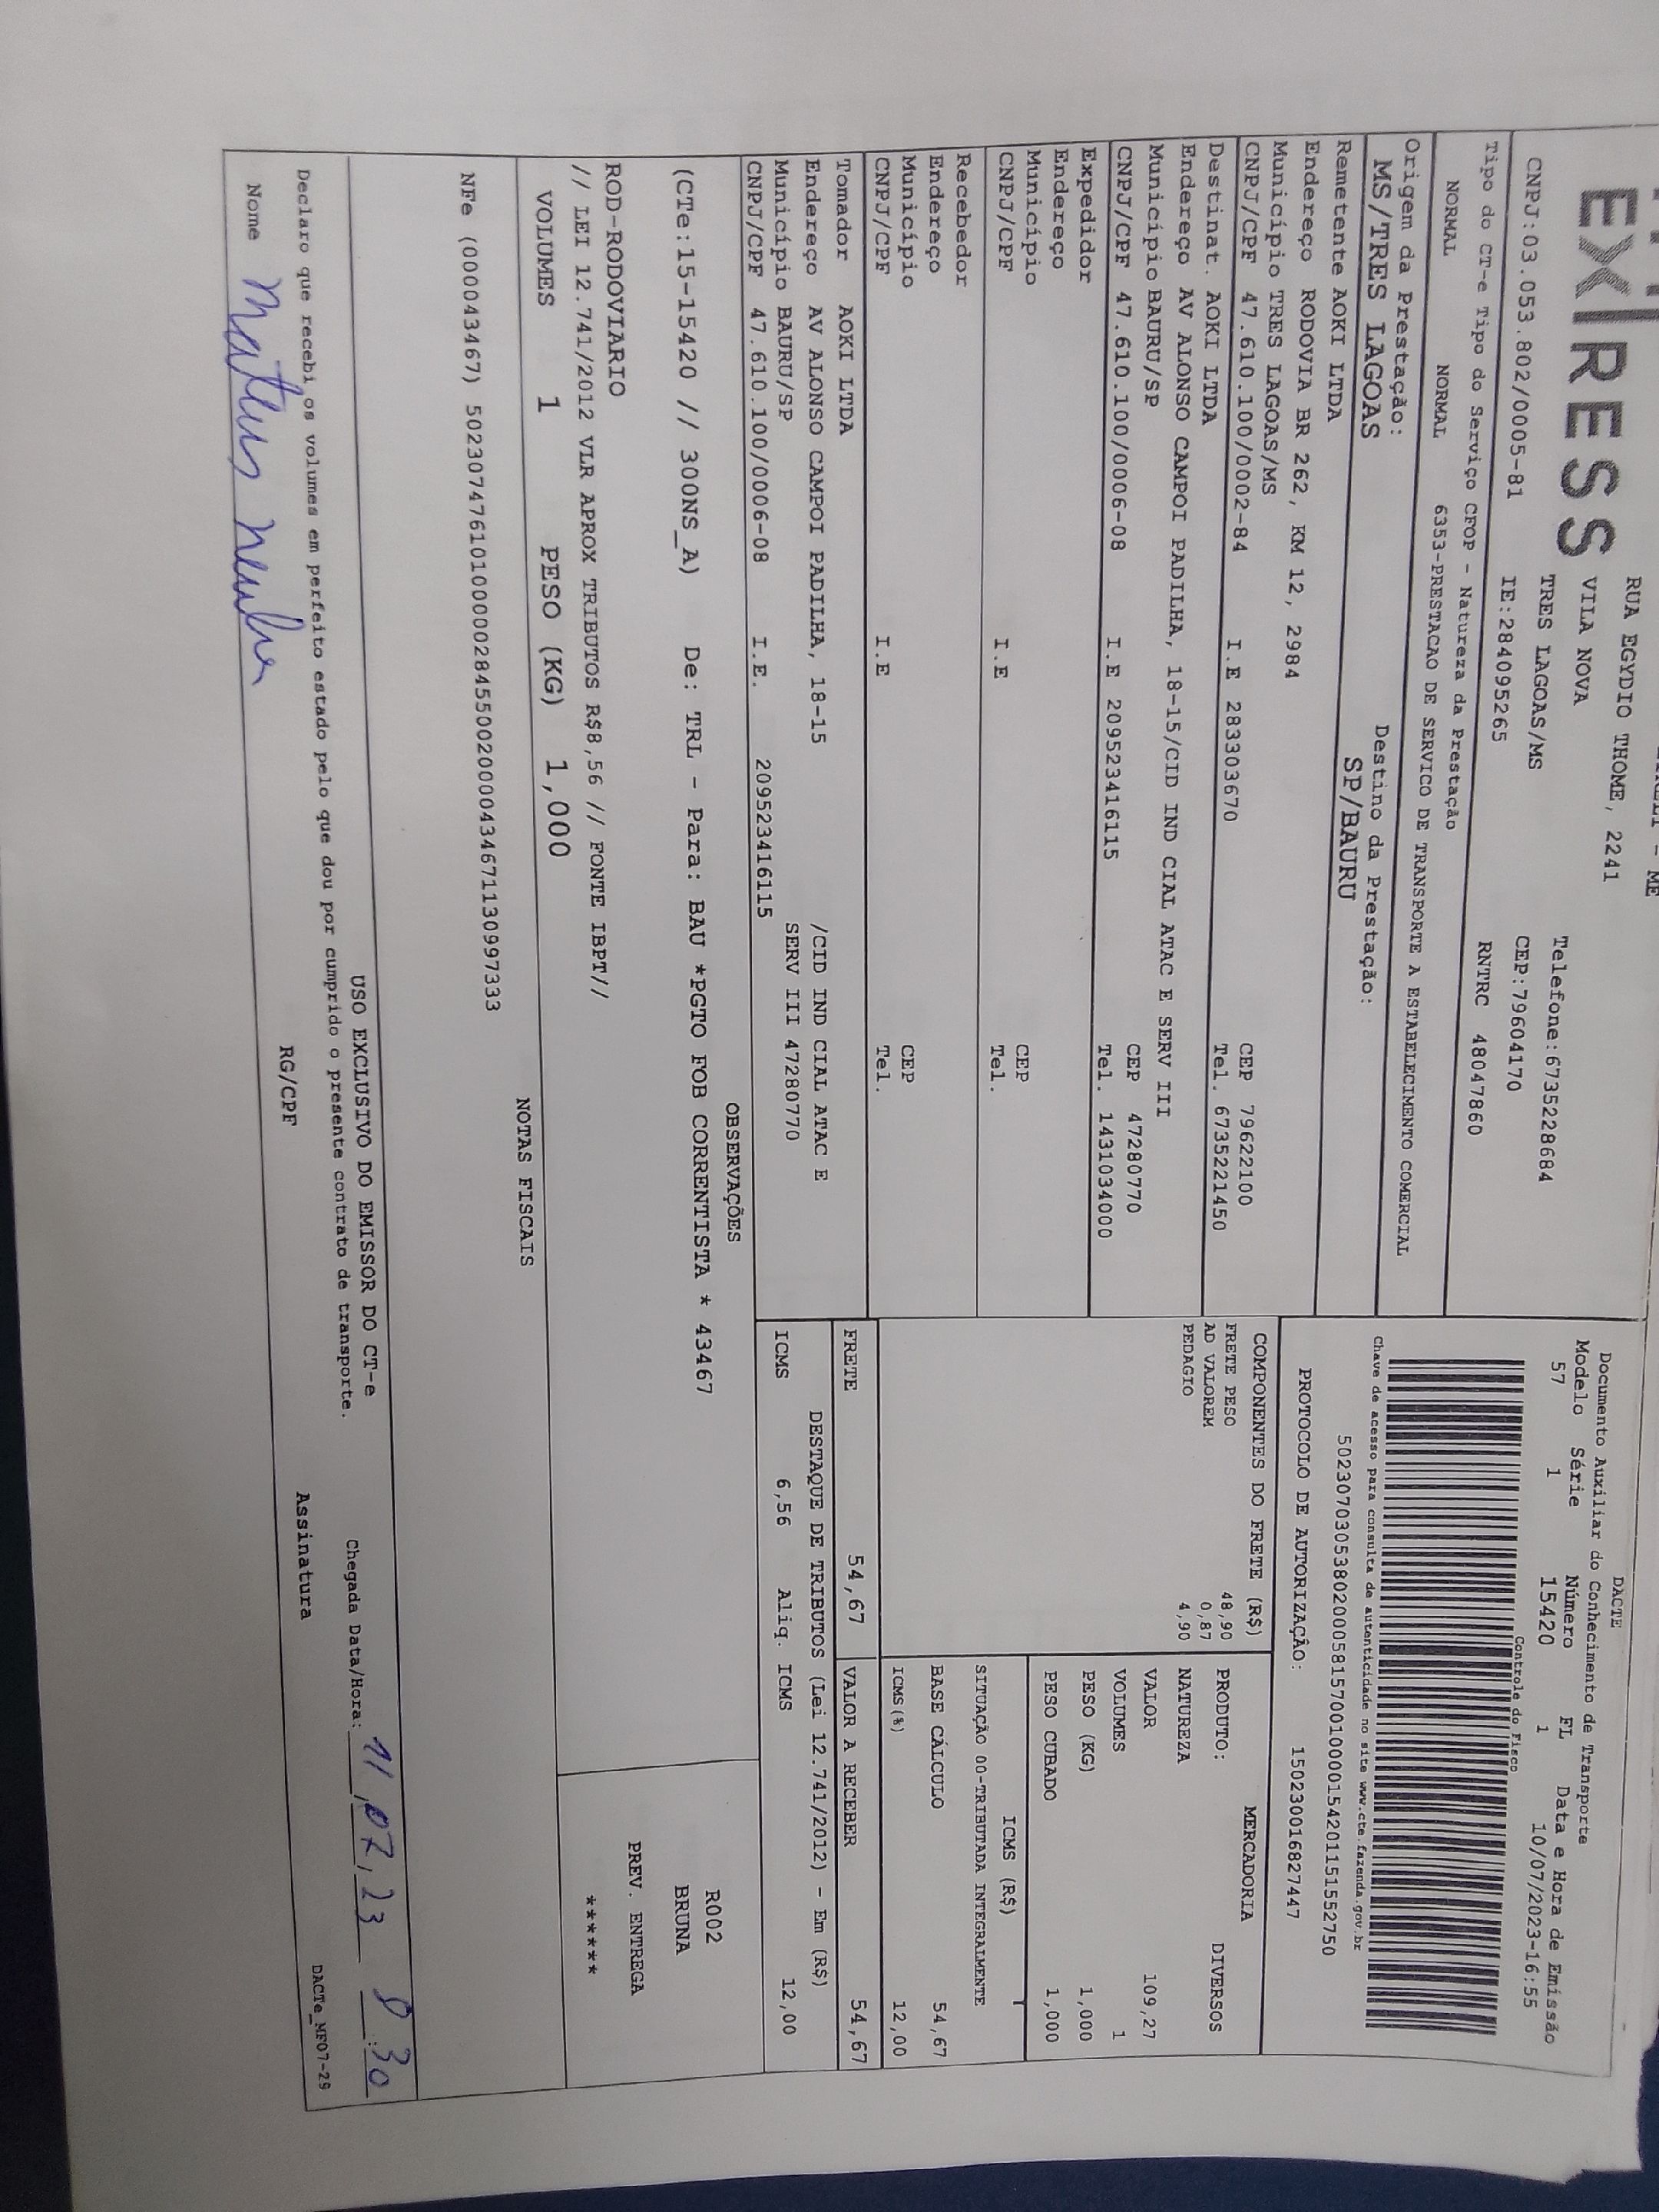 EXPRESS
RUA EGYDIO THOME, 2241
VILA NOVA
TRES LAGOAS/MS
Telefone:6735228684
CEP:79604170
CNPJ:03.053.802/0005-81 IE:284095265 RNTRC 48047860
Tipo do CT-e Tipo do Serviço CFOP - Natureza da Prestação
NORMAL NORMAL 6353-PRESTACAO DE SERVICO DE TRANSPORTE A ESTABELECIMENTO COMERCIAL
Origem da Prestação: Destino da Prestação:
MS/TRES LAGOAS SP/BAURU
Remetente AOKI LTDA
Endereço RODOVIA BR 262, KM 12, 2984
Município TRES LAGOAS/MS CEP 79622100
CNPJ/CPF 47.610.100/0002-84 I.E 283303670 Tel. 673521450
Destinat. AOKI LTDA
Endereço AV ALONSO CAMPOI PADILHA, 18-15/CID IND CIAL ATAC E SERV III
Município BAURU/SP CEP 47280770
CNPJ/CPF 47.610.100/0006-08 I.E 209523416115 Tel. 1431034000
Expedidor
Endereço
Município CEP
CNPJ/CPF I.E Tel.
Recebedor
Endereço
Município CEP
CNPJ/CPF I.E Tel.
Tomador AOKI LTDA
Endereço AV ALONSO CAMPOI PADILHA, 18-15 /CID IND CIAL ATAC E
Município BAURU/SP SERV III 47280770
CNPJ/CPF 47.610.100/0006-08 I.E. 209523416115
DACTE
Documento Auxiliar do Conhecimento de Transporte
Modelo Série Número FL Data e Hora de Emissão
57 1 15420 1 10/07/2023-16:55
Controle do Fisco
Chave de acesso para consulta de autenticidade no site www.cte.fazenda.gov.br
50230703053802000581570010000154201151552750
PROTOCOLO DE AUTORIZAÇÃO: 150230016827447
COMPONENTES DO FRETE (R$)
FRETE PESO 48,90
AD VALOREM 0,87
PEDAGIO 4,90
MERCADORIA
PRODUTO: DIVERSOS
NATUREZA
VALOR 109,27
VOLUMES 1
PESO (KG) 1,000
PESO CUBADO 1,000
ICMS (R$)
SITUAÇÃO 00-TRIBUTADA INTEGRALMENTE
BASE CÁLCULO 54,67
ICMS(%) 12,00
FRETE 54,67 VALOR A RECEBER 54,67
DESTAQUE DE TRIBUTOS (Lei 12.741/2012) - Em (R$)
ICMS 6,56 Aliq. ICMS 12,00
OBSERVAÇÕES
(CTe:15-15420 // 300NS_A) De: TRL - Para: BAU *PGTO FOB CORRENTISTA * 43467
R002
BRUNA
ROD-RODOVIARIO
// LEI 12.741/2012 VLR APROX TRIBUTOS R$8,56 // FONTE IBPT//
PREV. ENTREGA
******
VOLUMES 1 PESO (KG) 1,000
NOTAS FISCAIS
NFe (000043467) 50230747610100000284550020000434671130997333
USO EXCLUSIVO DO EMISSOR DO CT-e
Chegada Data/Hora: 11,07,23 8:30
Declaro que recebi os volumes em perfeito estado pelo que dou por cumprido o presente contrato de transporte.
Nome RG/CPF Assinatura
DACTe_MF07-29